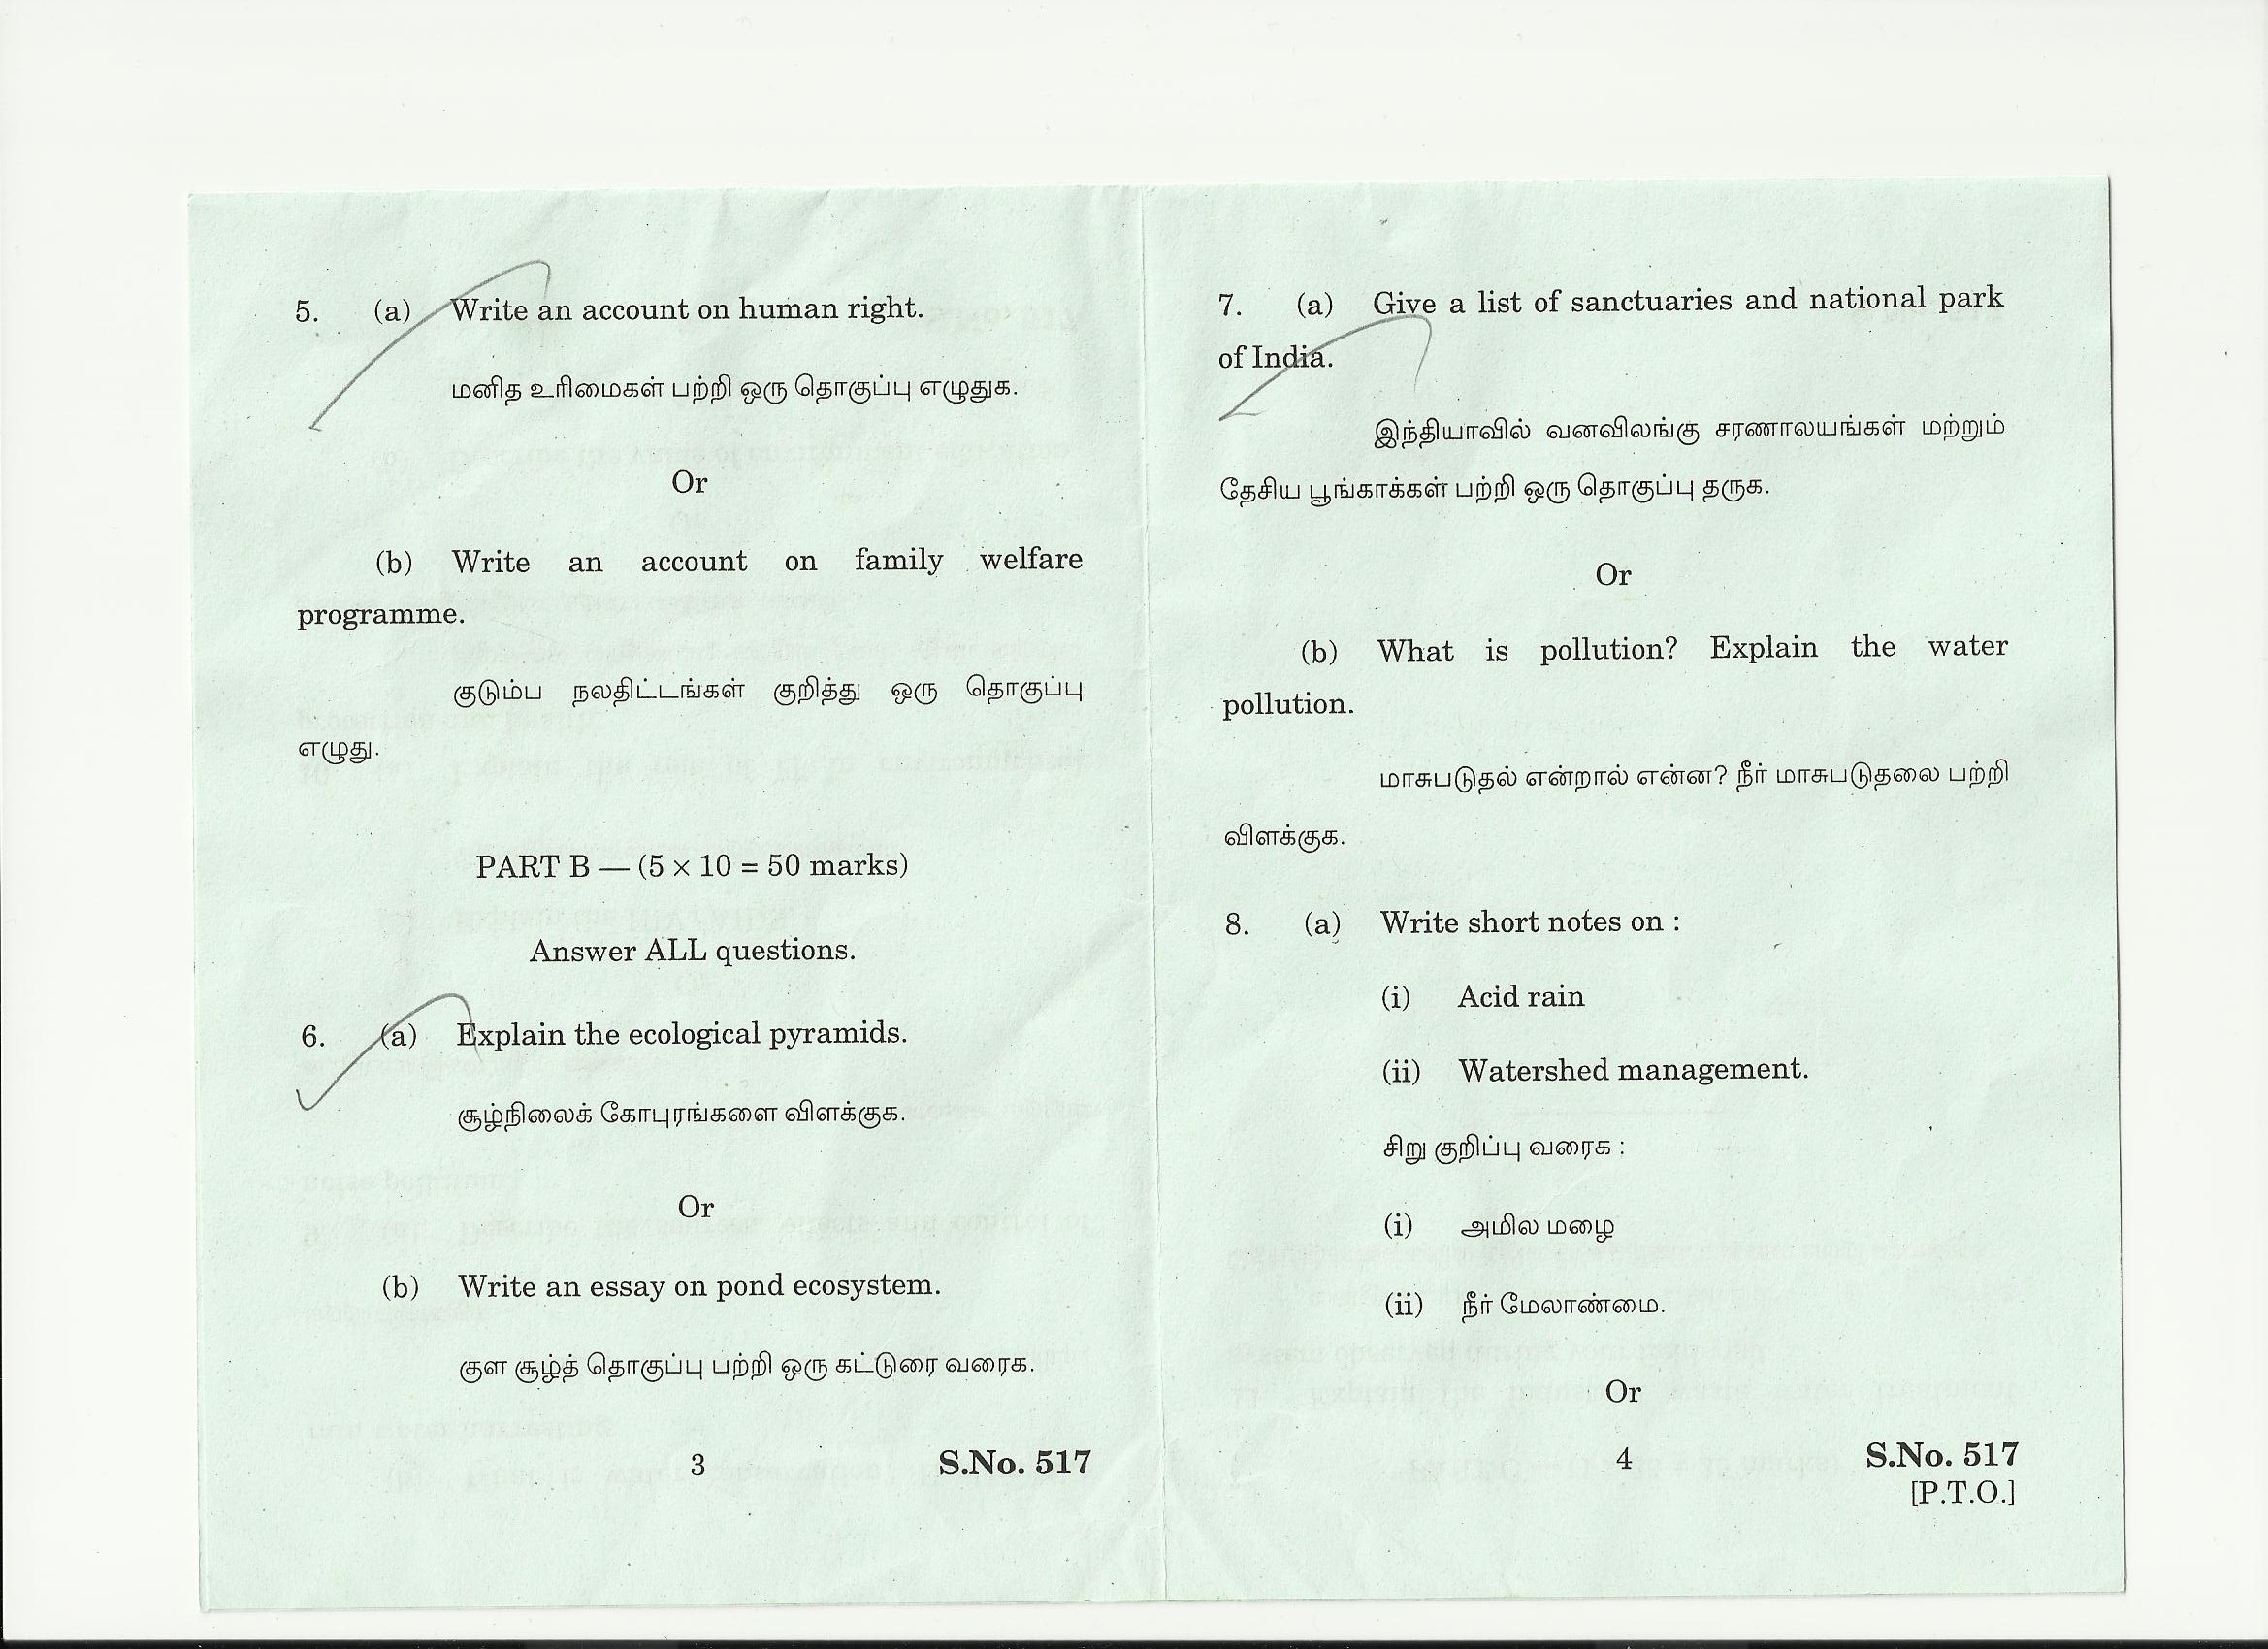 5. (a) Write an account on human right.
மனித உரிமைகள் பற்றி ஒரு தொகுப்பு எழுதுக.
Or
(b) Write an account on family welfare
programme.
குடும்ப நலதிட்டங்கள் குறித்து ஒரு தொகுப்பு
எழுது.
PART B — (5 × 10 = 50 marks)
Answer ALL questions.
6. (a) Explain the ecological pyramids.
சூழ்நிலைக் கோபுரங்களை விளக்குக.
Or
(b) Write an essay on pond ecosystem.
குள சூழ்த் தொகுப்பு பற்றி ஒரு கட்டுரை வரைக.
3 S.No. 517
7. (a) Give a list of sanctuaries and national park
of India.
இந்தியாவில் வனவிலங்கு சரணாலயங்கள் மற்றும்
தேசிய பூங்காக்கள் பற்றி ஒரு தொகுப்பு தருக.
Or
(b) What is pollution? Explain the water
pollution.
மாசுபடுதல் என்றால் என்ன? நீர் மாசுபடுதலை பற்றி
விளக்குக.
8. (a) Write short notes on :
(i) Acid rain
(ii) Watershed management.
சிறு குறிப்பு வரைக :
(i) அமில மழை
(ii) நீர் மேலாண்மை.
Or
4 S.No. 517
[P.T.O.]